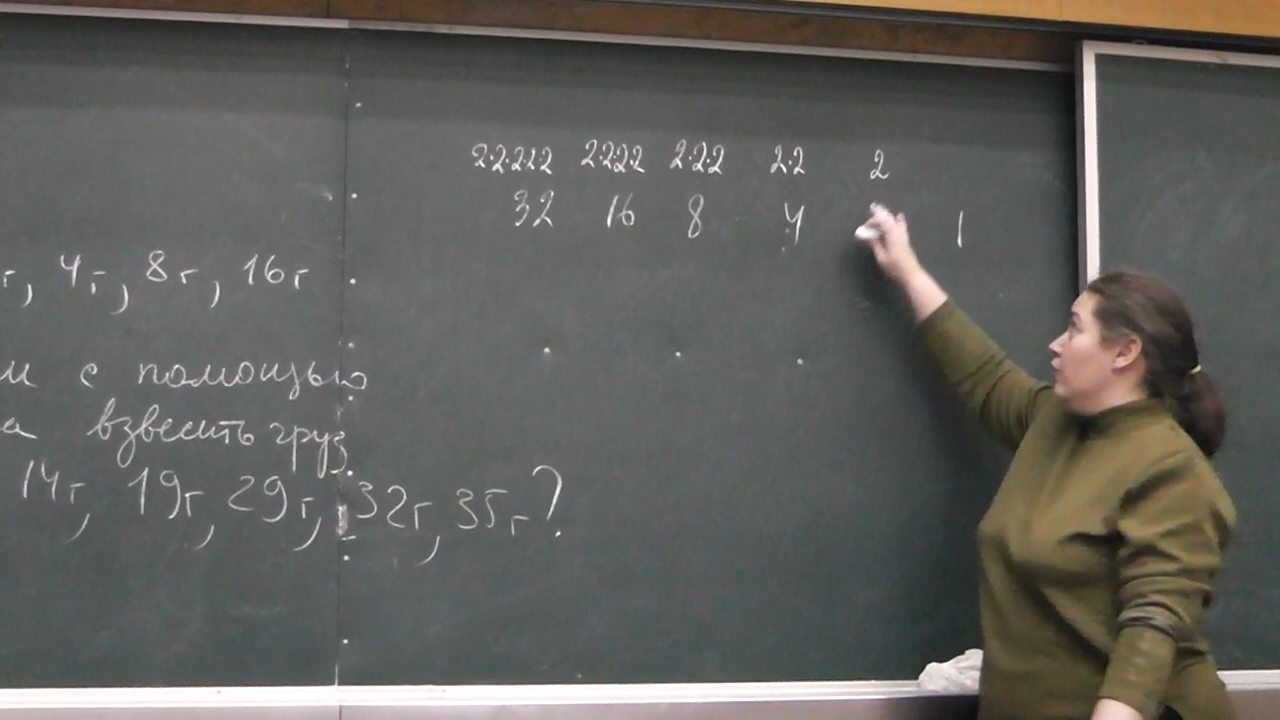 2·2·2·2·2 2·2·2·2 2·2·2 2·2 2
32 16 8 4 1
г, 4г, 8г, 16г
м с помощью
а взвесить груз
14г, 19г, 29г, 32г, 35г?